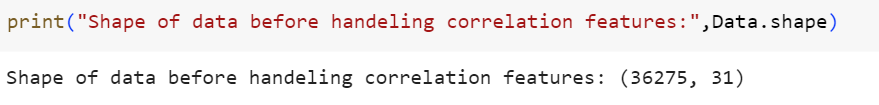 print("Shape of data before handeling correlation features:",Data.shape)
Shape of data before handeling correlation features: (36275, 31)